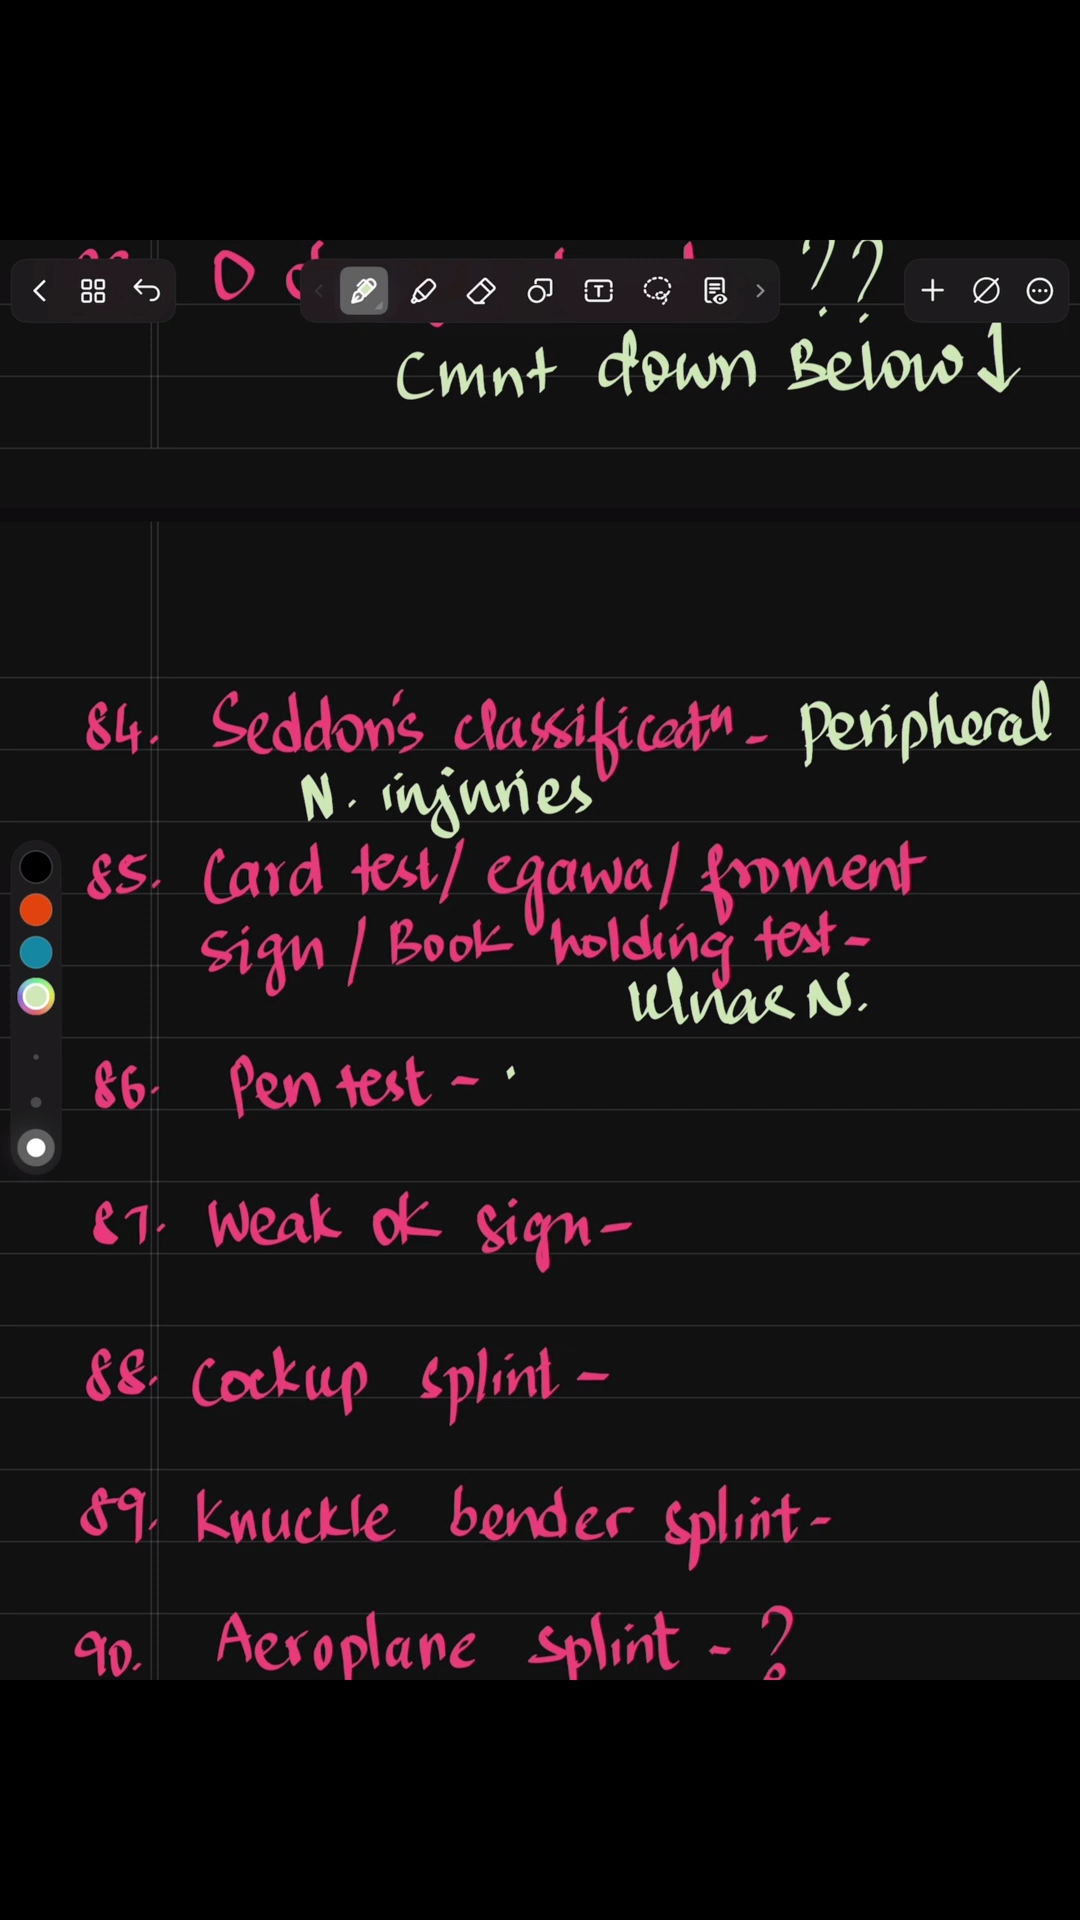 ??
Cmnt down Below ↓
84. Seddon's classificatn - Peripheral
N. injuries
85. Card test/ egawa/ froment
sign / Book holding test-
Ulnar N.
86. Pen test -
87. Weak ok sign-
88. Cockup splint -
89. Knuckle bender splint-
90. Aeroplane splint - ?